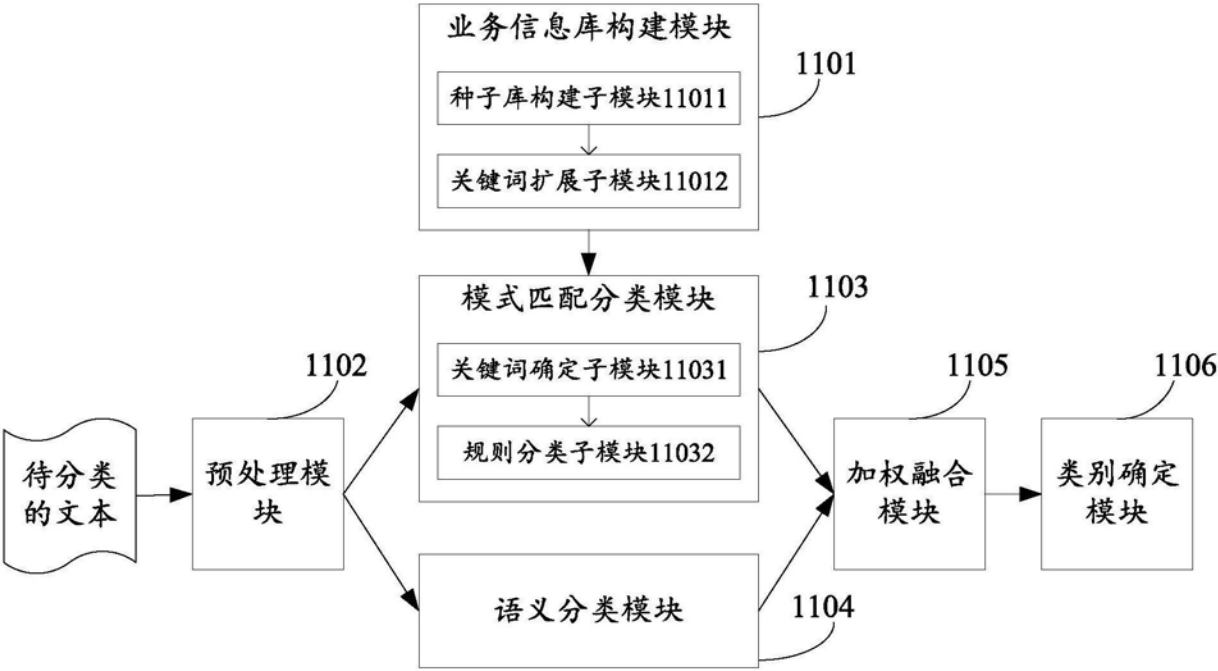 业务信息库构建模块
1101
种子库构建子模块11011
关键词扩展子模块11012
模式匹配分类模块
1103
关键词确定子模块11031
规则分类子模块11032
1102
1105
1106
待分类
的文本
预处理模
块
加权融合
模块
类别确定
模块
语义分类模块
1104